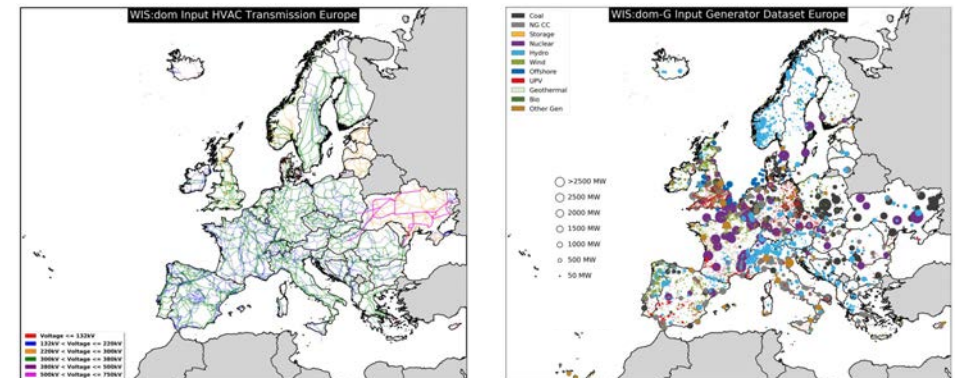 WIS:dom Input HVAC Transmission Europe
Voltage <= 132kV
132kV < Voltage <= 220kV
220kV < Voltage <= 300kV
300kV < Voltage <= 380kV
380kV < Voltage <= 500kV
500kV < Voltage <= 750kV
WIS:dom-G Input Generator Dataset Europe
Coal
NG CC
Storage
Nuclear
Hydro
Wind
Offshore
UPV
Geothermal
Bio
Other Gen
>2500 MW
2500 MW
2000 MW
1500 MW
1000 MW
500 MW
50 MW